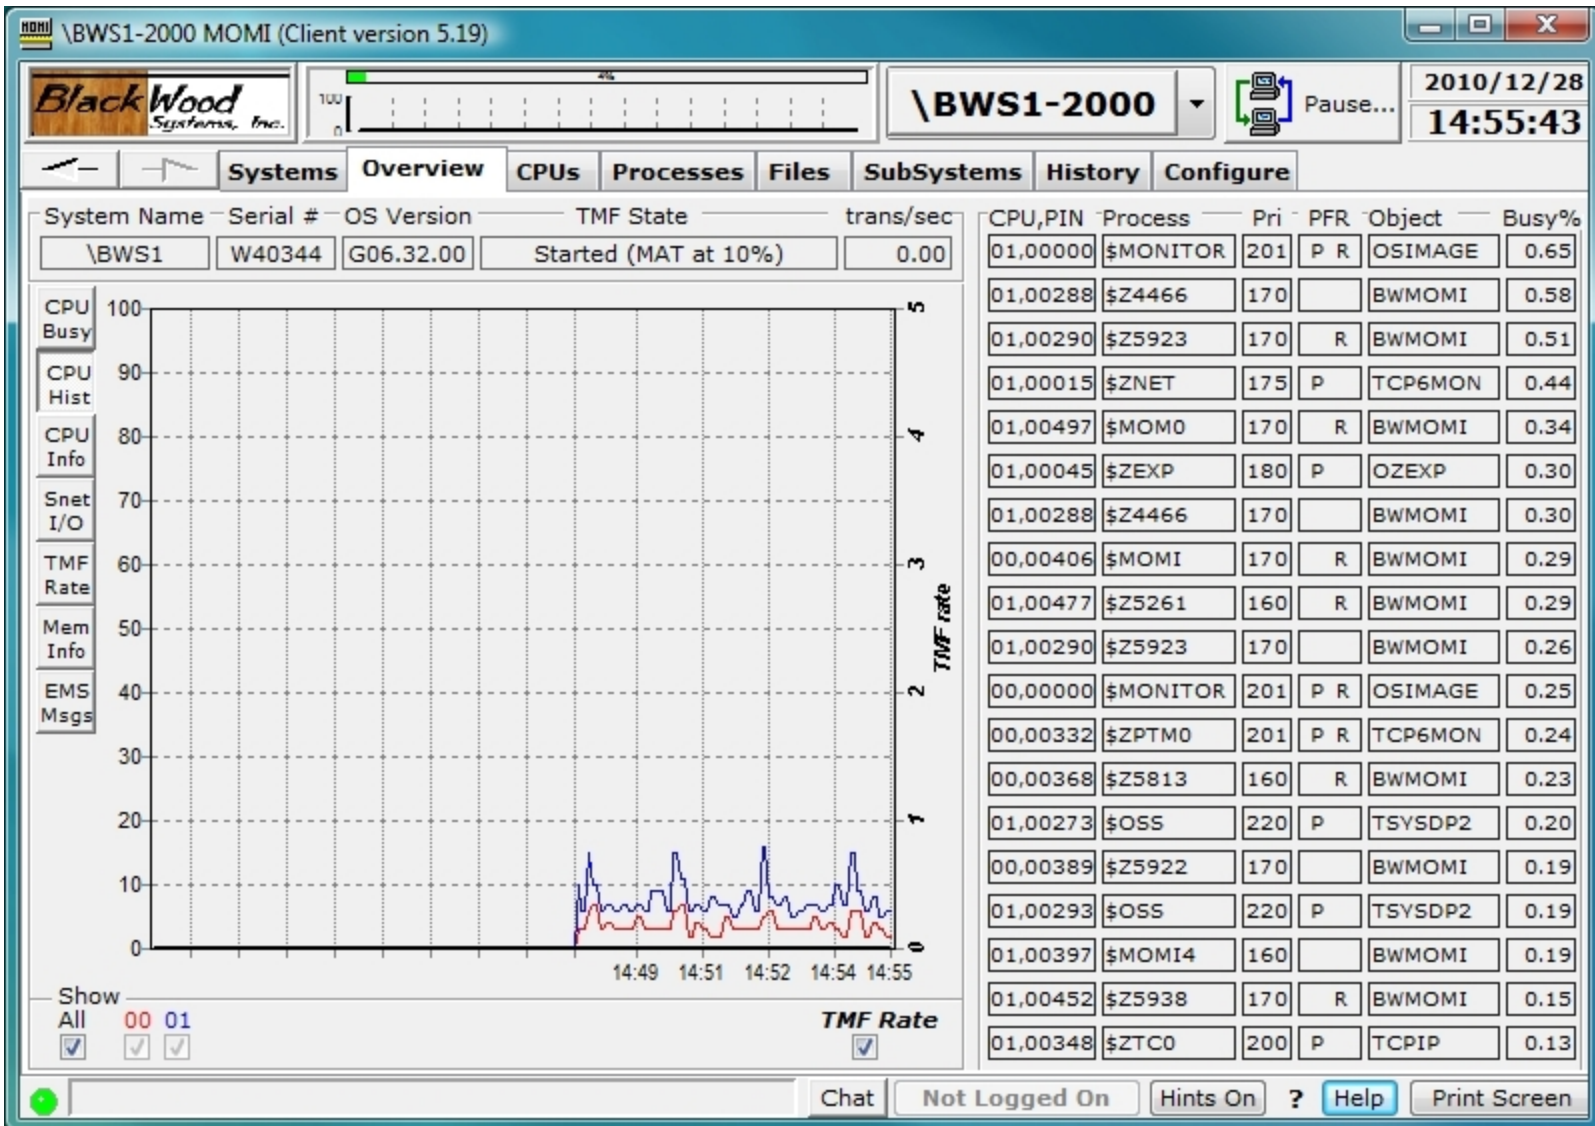 \BWS1-2000 MOMI (Client version 5.19)
BlackWood
Systems, Inc.
4%
100
0
\BWS1-2000
Pause...
2010/12/28
14:55:43
Systems Overview CPUs Processes Files SubSystems History Configure
System Name Serial # OS Version TMF State trans/sec
\BWS1 W40344 G06.32.00 Started (MAT at 10%) 0.00
CPU Busy
CPU Hist
CPU Info
Snet I/O
TMF Rate
Mem Info
EMS Msgs
100
90
80
70
60
50
40
30
20
10
0
5
4
3
2
1
0
TMF rate
14:49 14:51 14:52 14:54 14:55
Show
All 00 01
TMF Rate
CPU,PIN Process Pri PFR Object Busy%
01,00000 $MONITOR 201 P R OSIMAGE 0.65
01,00288 $Z4466 170 BWMOMI 0.58
01,00290 $Z5923 170 R BWMOMI 0.51
01,00015 $ZNET 175 P TCP6MON 0.44
01,00497 $MOM0 170 R BWMOMI 0.34
01,00045 $ZEXP 180 P OZEXP 0.30
01,00288 $Z4466 170 BWMOMI 0.30
00,00406 $MOMI 170 R BWMOMI 0.29
01,00477 $Z5261 160 R BWMOMI 0.29
01,00290 $Z5923 170 BWMOMI 0.26
00,00000 $MONITOR 201 P R OSIMAGE 0.25
00,00332 $ZPTM0 201 P R TCP6MON 0.24
00,00368 $Z5813 160 R BWMOMI 0.23
01,00273 $OSS 220 P TSYSDP2 0.20
00,00389 $Z5922 170 BWMOMI 0.19
01,00293 $OSS 220 P TSYSDP2 0.19
01,00397 $MOMI4 160 BWMOMI 0.19
01,00452 $Z5938 170 R BWMOMI 0.15
01,00348 $ZTC0 200 P TCPIP 0.13
Chat Not Logged On Hints On ? Help Print Screen